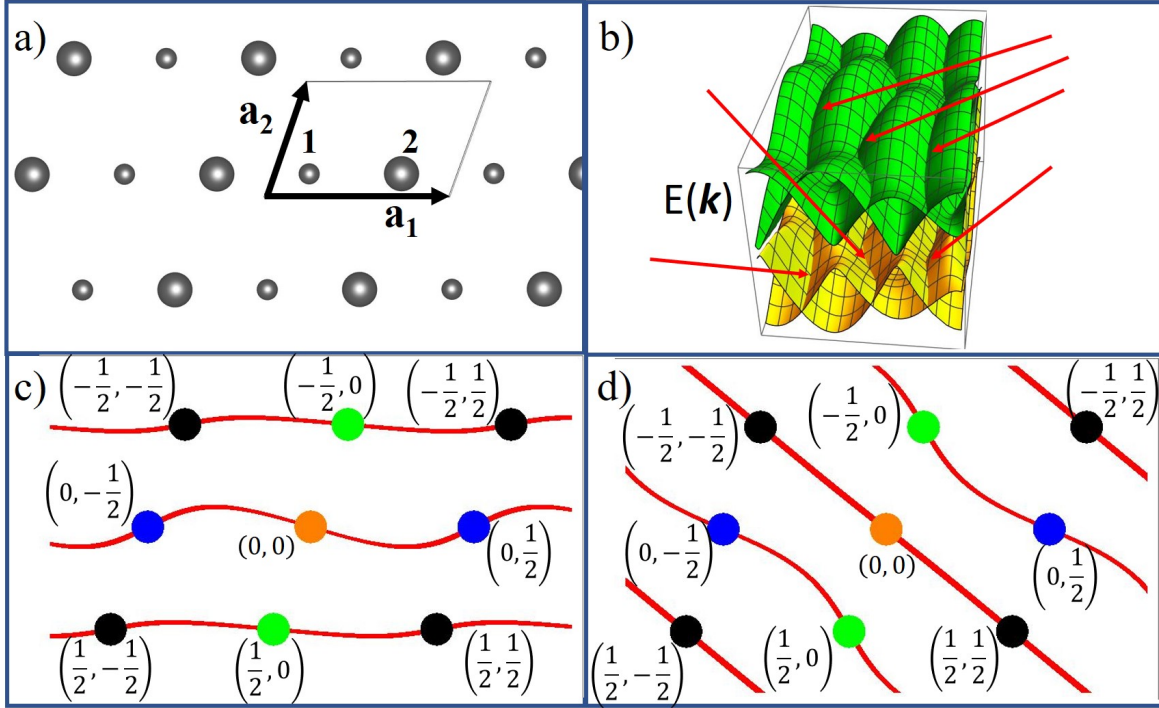 a)
a₂
1
2
a₁
b)
E(k)
c)
(-1/2, -1/2)
(-1/2, 0)
(-1/2, 1/2)
(0, -1/2)
(0, 0)
(0, 1/2)
(1/2, -1/2)
(1/2, 0)
(1/2, 1/2)
d)
(-1/2, -1/2)
(-1/2, 0)
(-1/2, 1/2)
(0, -1/2)
(0, 0)
(0, 1/2)
(1/2, -1/2)
(1/2, 0)
(1/2, 1/2)